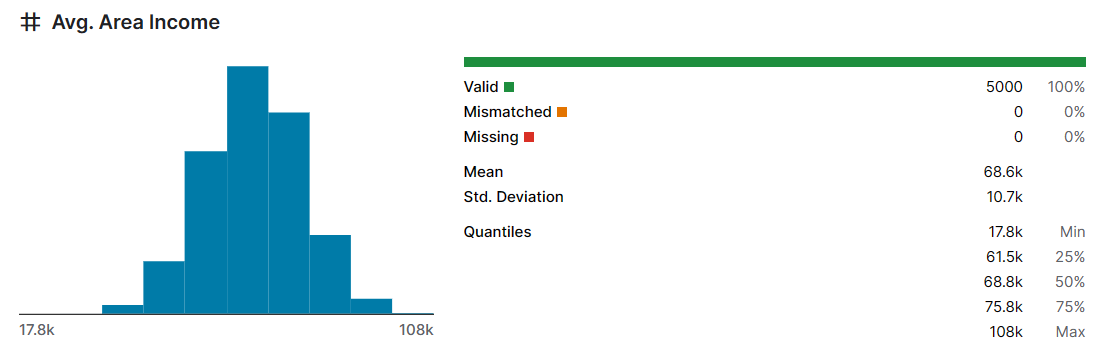 # Avg. Area Income
Valid 5000 100%
Mismatched 0 0%
Missing 0 0%
Mean 68.6k
Std. Deviation 10.7k
Quantiles 17.8k Min
61.5k 25%
68.8k 50%
75.8k 75%
108k Max
17.8k 108k